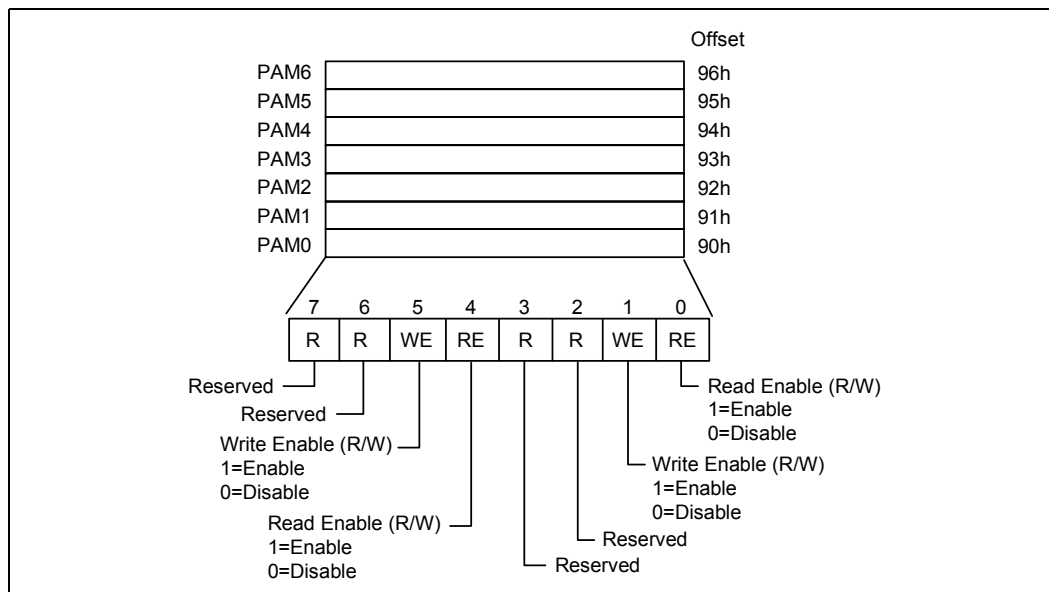 Offset
PAM6 96h
PAM5 95h
PAM4 94h
PAM3 93h
PAM2 92h
PAM1 91h
PAM0 90h
7 6 5 4 3 2 1 0
R R WE RE R R WE RE
Reserved
Reserved
Write Enable (R/W)
1=Enable
0=Disable
Read Enable (R/W)
1=Enable
0=Disable
Reserved
Reserved
Write Enable (R/W)
1=Enable
0=Disable
Read Enable (R/W)
1=Enable
0=Disable